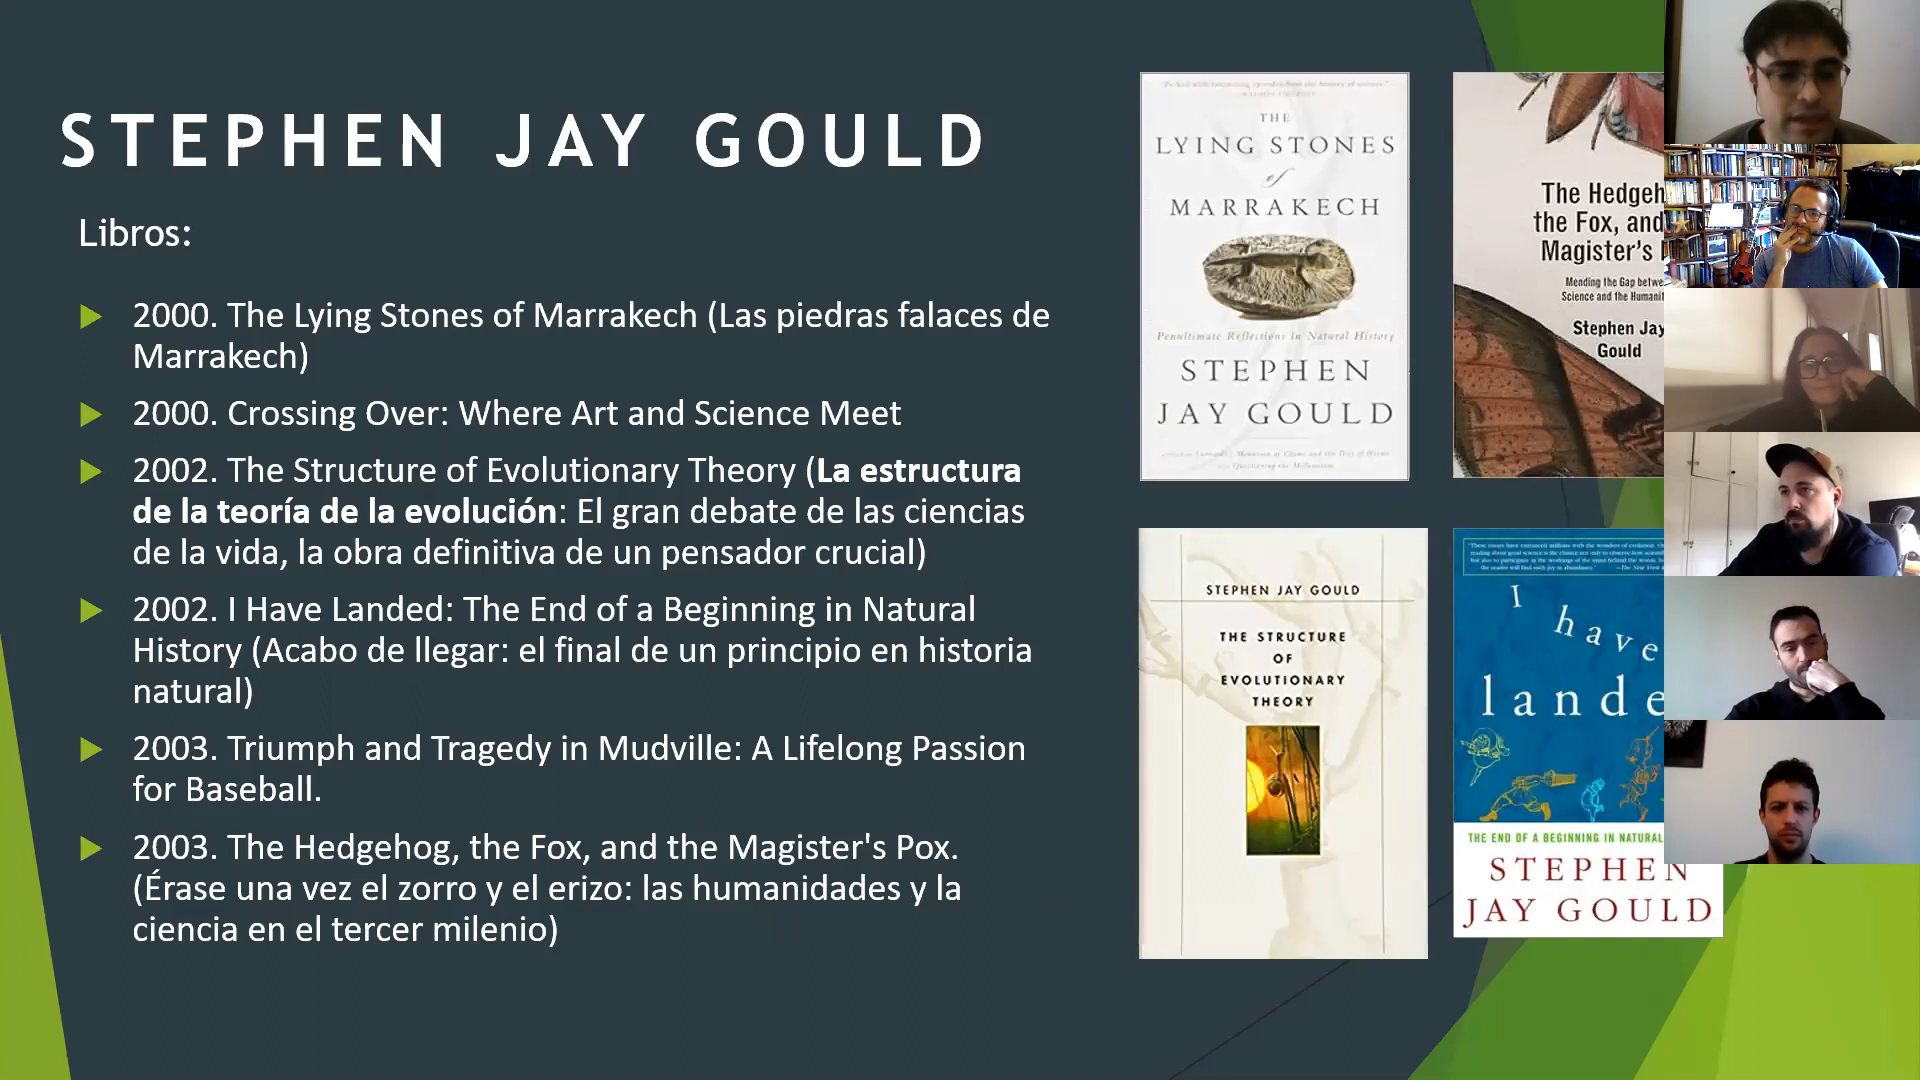 STEPHEN JAY GOULD
Libros:
2000. The Lying Stones of Marrakech (Las piedras falaces de
Marrakech)
2000. Crossing Over: Where Art and Science Meet
2002. The Structure of Evolutionary Theory (La estructura
de la teoría de la evolución: El gran debate de las ciencias
de la vida, la obra definitiva de un pensador crucial)
2002. I Have Landed: The End of a Beginning in Natural
History (Acabo de llegar: el final de un principio en historia
natural)
2003. Triumph and Tragedy in Mudville: A Lifelong Passion
for Baseball.
2003. The Hedgehog, the Fox, and the Magister's Pox.
(Érase una vez el zorro y el erizo: las humanidades y la
ciencia en el tercer milenio)
THE
LYING STONES
of
MARRAKECH
Penultimate Reflections in Natural History
STEPHEN
JAY GOULD
The Hedgeh
the Fox, and
Magister's
Mending the Gap betwe
Science and the Humanit
Stephen Jay
Gould
STEPHEN JAY GOULD
THE STRUCTURE
OF
EVOLUTIONARY
THEORY
I
have
lande
THE END OF A BEGINNING IN NATURAL
STEPHEN
JAY GOULD